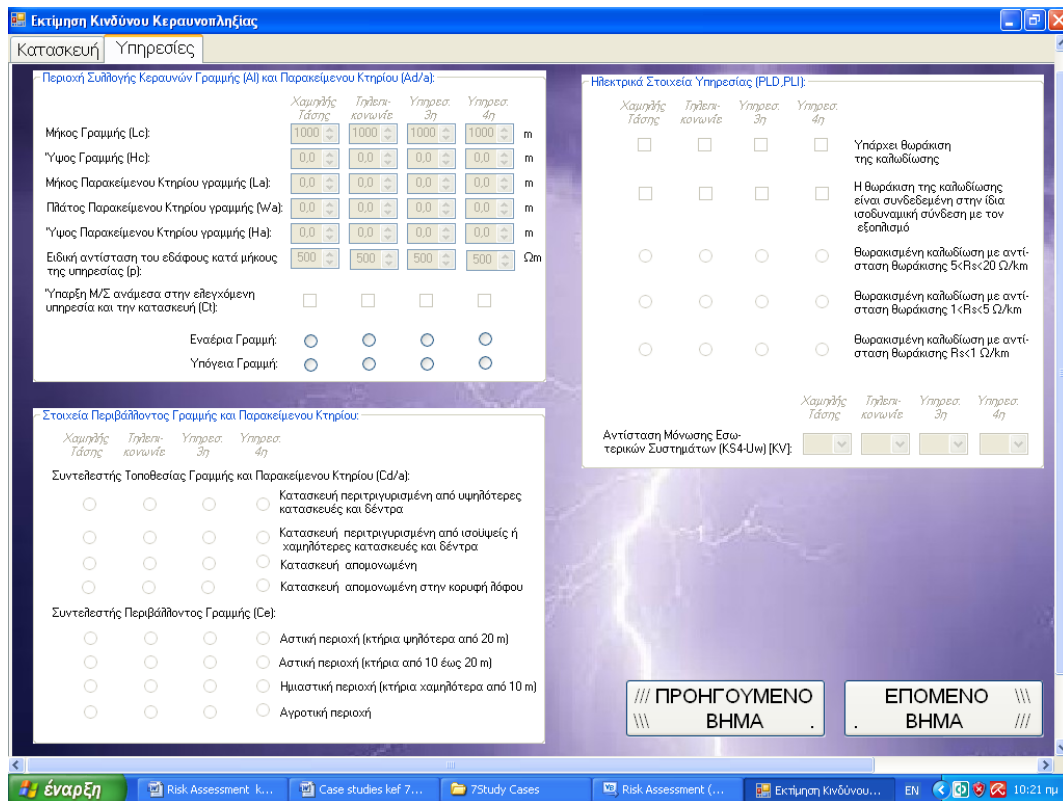 Εκτίμηση Κινδύνου Κεραυνοπληξίας
Κατασκευή Υπηρεσίες
Περιοχή Συλλογής Κεραυνών Γραμμής (Al) και Παρακείμενου Κτηρίου (Ad/a):
Χαμηλής Τάσης Τηλεπι-κοινωνίε Υπηρεσ. 3η Υπηρεσ. 4η
Μήκος Γραμμής (Lc): 1000 1000 1000 1000 m
Ύψος Γραμμής (Hc): 0,0 0,0 0,0 0,0 m
Μήκος Παρακείμενου Κτηρίου γραμμής (La): 0,0 0,0 0,0 0,0 m
Πλάτος Παρακείμενου Κτηρίου γραμμής (Wa): 0,0 0,0 0,0 0,0 m
Ύψος Παρακείμενου Κτηρίου γραμμής (Ha): 0,0 0,0 0,0 0,0 m
Ειδική αντίσταση του εδάφους κατά μήκους
της υπηρεσίας (p): 500 500 500 500 Ωm
Ύπαρξη Μ/Σ ανάμεσα στην ελεγχόμενη
υπηρεσία και την κατασκευή (Ct):
Εναέρια Γραμμή:
Υπόγεια Γραμμή:
Στοιχεία Περιβάλλοντος Γραμμής και Παρακείμενου Κτηρίου:
Χαμηλής Τηλεπι- Υπηρεσ. Υπηρεσ.
Τάσης κοινωνίε 3η 4η
Συντελεστής Τοποθεσίας Γραμμής και Παρακείμενου Κτηρίου (Cd/a):
Κατασκευή περιτριγυρισμένη από υψηλότερες
κατασκευές και δέντρα
Κατασκευή περιτριγυρισμένη από ισοϋψείς ή
χαμηλότερες κατασκευές και δέντρα
Κατασκευή απομονωμένη
Κατασκευή απομονωμένη στην κορυφή λόφου
Συντελεστής Περιβάλλοντος Γραμμής (Ce):
Αστική περιοχή (κτήρια ψηλότερα από 20 m)
Αστική περιοχή (κτήρια από 10 έως 20 m)
Ημιαστική περιοχή (κτήρια χαμηλότερα από 10 m)
Αγροτική περιοχή
Ηλεκτρικά Στοιχεία Υπηρεσίας (PLD,PLI):
Χαμηλής Τηλεπι- Υπηρεσ. Υπηρεσ.
Τάσης κοινωνίε 3η 4η
Υπάρχει θωράκιση
της καλωδίωσης
Η θωράκιση της καλωδίωσης
είναι συνδεδεμένη στην ίδια
ισοδυναμική σύνδεση με τον
εξοπλισμό
Θωρακισμένη καλωδίωση με αντί-
σταση θωράκισης 5<Rs<20 Ω/km
Θωρακισμένη καλωδίωση με αντί-
σταση θωράκισης 1<Rs<5 Ω/km
Θωρακισμένη καλωδίωση με αντί-
σταση θωράκισης Rs<1 Ω/km
Χαμηλής Τηλεπι- Υπηρεσ. Υπηρεσ.
Τάσης κοινωνίε 3η 4η
Αντίσταση Μόνωσης Εσω-
τερικών Συστημάτων (KS4-Uw) [KV]:
/// ΠΡΟΗΓΟΥΜΕΝΟ
\\\ ΒΗΜΑ .
ΕΠΟΜΕΝΟ \\\
. ΒΗΜΑ ///
έναρξη Risk Assessment k... Case studies kef 7... 7Study Cases Risk Assessment (... Εκτίμηση Κινδύνου... EN 10:21 πμ